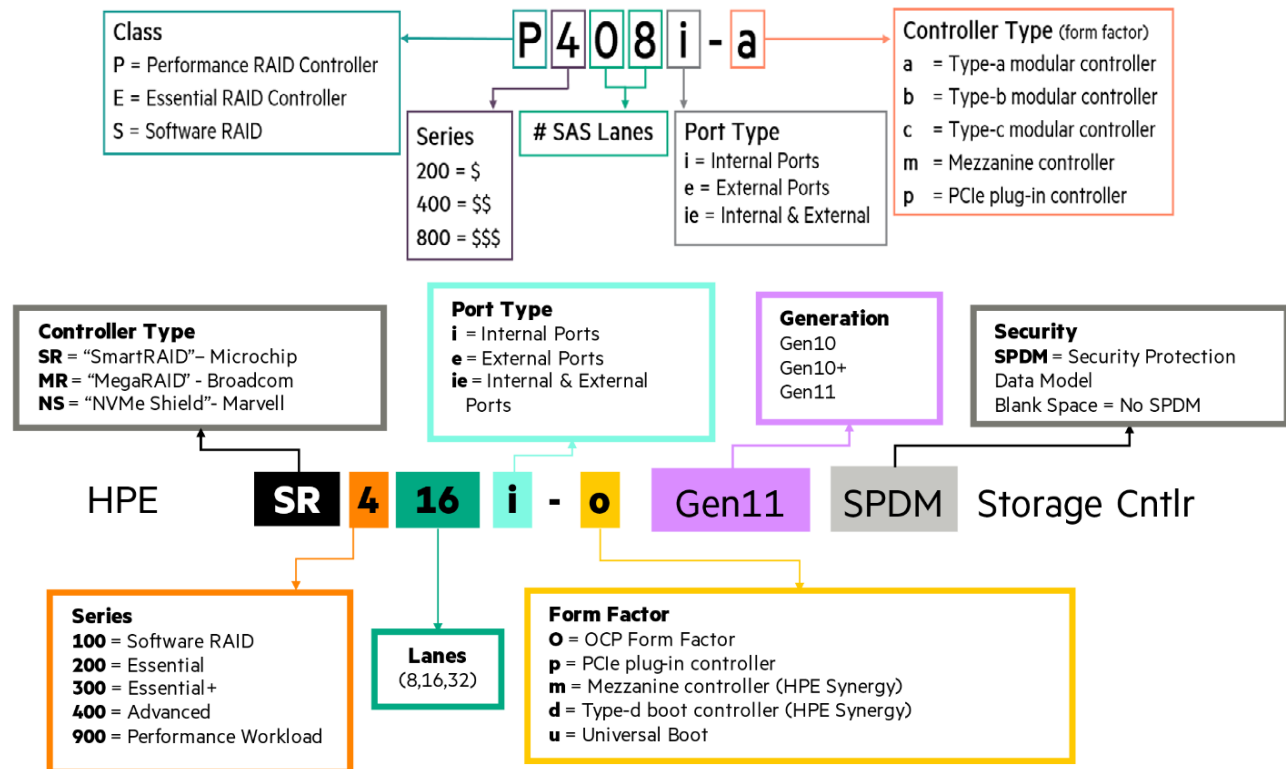 Class
P = Performance RAID Controller
E = Essential RAID Controller
S = Software RAID
P408i-a
Series
200 = $
400 = $$
800 = $$$
# SAS Lanes
Port Type
i = Internal Ports
e = External Ports
ie = Internal & External
Controller Type (form factor)
a = Type-a modular controller
b = Type-b modular controller
c = Type-c modular controller
m = Mezzanine controller
p = PCIe plug-in controller
Controller Type
SR = “SmartRAID”– Microchip
MR = “MegaRAID” - Broadcom
NS = “NVMe Shield”- Marvell
Port Type
i = Internal Ports
e = External Ports
ie = Internal & External
Ports
Generation
Gen10
Gen10+
Gen11
Security
SPDM = Security Protection
Data Model
Blank Space = No SPDM
HPE SR 4 16 i - o Gen11 SPDM Storage Cntlr
Series
100 = Software RAID
200 = Essential
300 = Essential+
400 = Advanced
900 = Performance Workload
Lanes
(8,16,32)
Form Factor
O = OCP Form Factor
p = PCIe plug-in controller
m = Mezzanine controller (HPE Synergy)
d = Type-d boot controller (HPE Synergy)
u = Universal Boot